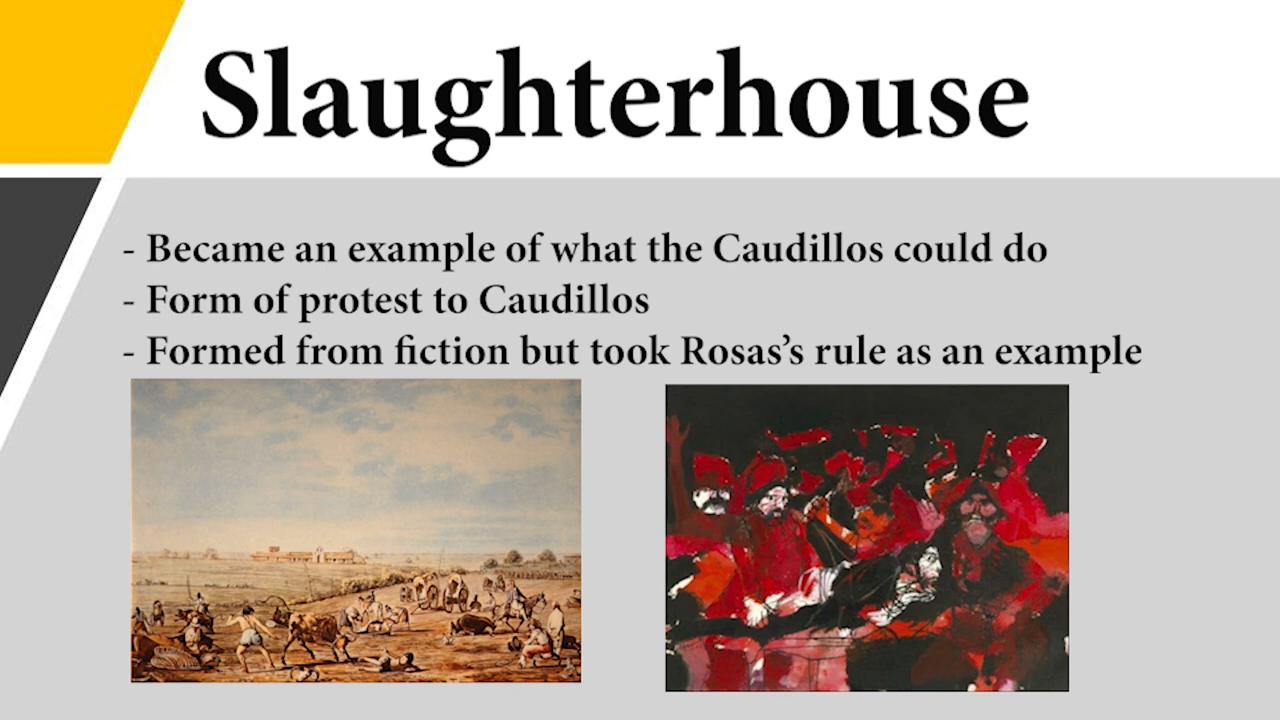 Slaughterhouse
- Became an example of what the Caudillos could do
- Form of protest to Caudillos
- Formed from fiction but took Rosas’s rule as an example